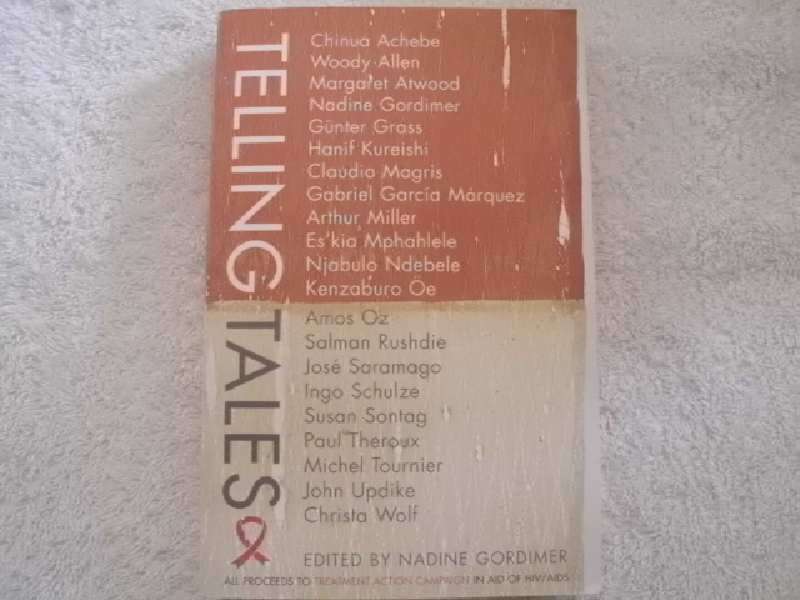 TELLING TALES
Chinua Achebe
Woody Allen
Margaret Atwood
Nadine Gordimer
Günter Grass
Hanif Kureishi
Claudio Magris
Gabriel García Márquez
Arthur Miller
Es'kia Mphahlele
Njabulo Ndebele
Kenzaburo Oe
Amos Oz
Salman Rushdie
José Saramago
Ingo Schulze
Susan Sontag
Paul Theroux
Michel Tournier
John Updike
Christa Wolf
EDITED BY NADINE GORDIMER
ALL PROCEEDS TO TREATMENT ACTION CAMPAIGN IN AID OF HIV/AIDS